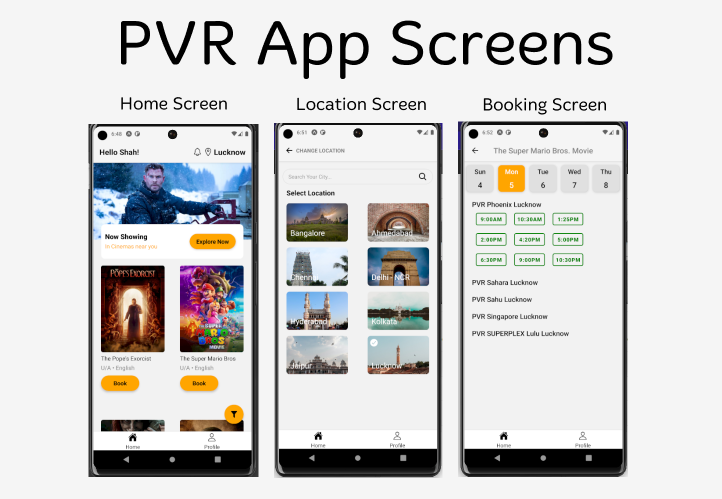 PVR App Screens
Home Screen
Location Screen
Booking Screen
6:48
Hello Shah!
Lucknow
Now Showing
In Cinemas near you
Explore Now
THE
POPE'S EXORCIST
THE SUPER
MARIO
BROS
MOVIE
The Pope's Exorcist
U/A • English
Book
The Super Mario Bros
U/A • English
Book
Home
Profile
6:51
CHANGE LOCATION
Search Your City...
Select Location
Bangalore
Ahmedabad
Chennei
Delhi - NCR
Hyderabad
Kolkata
Jaipur
Lucknow
Home
Profile
6:52
The Super Mario Bros. Movie
Sun Mon Tue Wed Thu
4 5 6 7 8
PVR Phoenix Lucknow
9:00AM 10:30AM 1:25PM
2:00PM 4:20PM 5:00PM
6:30PM 9:00PM 10:30PM
PVR Sahara Lucknow
PVR Sahu Lucknow
PVR Singapore Lucknow
PVR SUPERPLEX Lulu Lucknow
Home
Profile